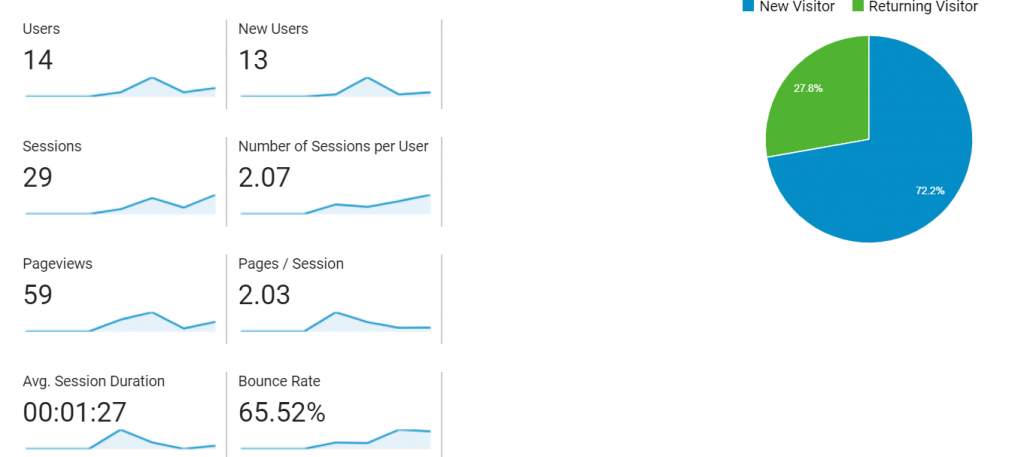 New Visitor Returning Visitor
Users New Users
14 13
Sessions Number of Sessions per User
29 2.07
Pageviews Pages / Session
59 2.03
Avg. Session Duration Bounce Rate
00:01:27 65.52%
27.8%
72.2%